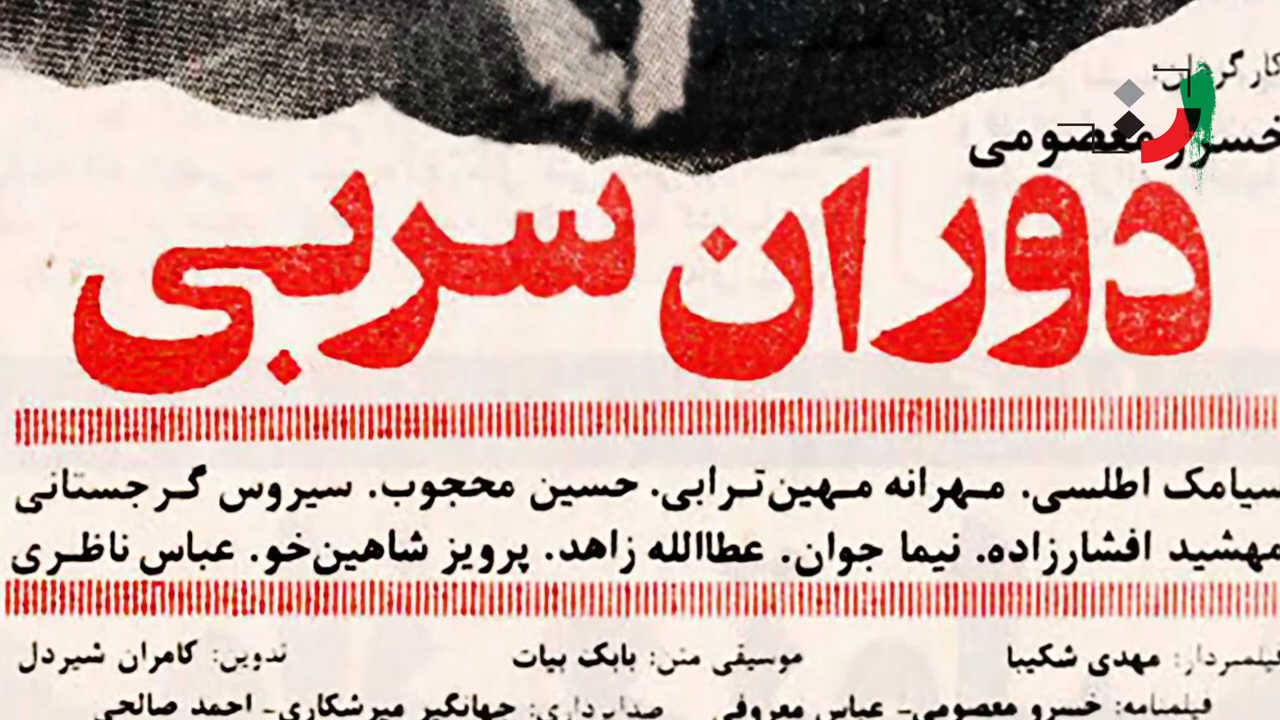 کارگردان:
خسرو معصومی
دوران سربی
سیامک اطلسی. مهرانه مهین‌ترابی. حسین محجوب. سیروس گرجستانی
مهشید افشارزاده. نیما جوان. عطاالله زاهد. پرویز شاهین‌خو. عباس ناظری
فیلمبردار: مهدی شکیبا موسیقی متن: بابک بیات تدوین: کامران شیردل
فیلمنامه: خسرو معصومی- عباس معروفی صدابرداری: جهانگیر میرشکاری- احمد صالحی